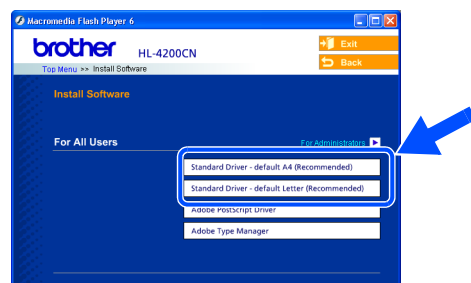 Macromedia Flash Player 6
brother HL-4200CN
Exit
Back
Top Menu >> Install Software
Install Software
For All Users
For Administrators
Standard Driver - default A4 (Recommended)
Standard Driver - default Letter (Recommended)
Adobe PostScript Driver
Adobe Type Manager